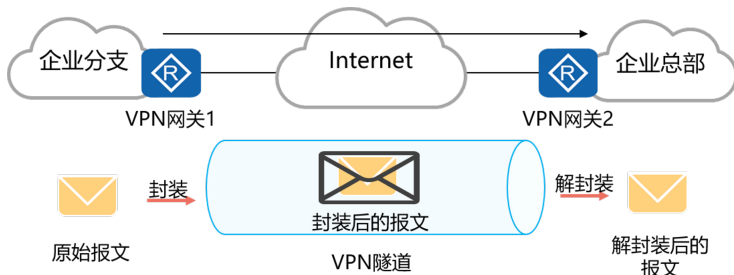 企业分支
R
Internet
R
企业总部
VPN网关1
VPN网关2
封装
解封装
封装后的报文
原始报文
VPN隧道
解封装后的
报文